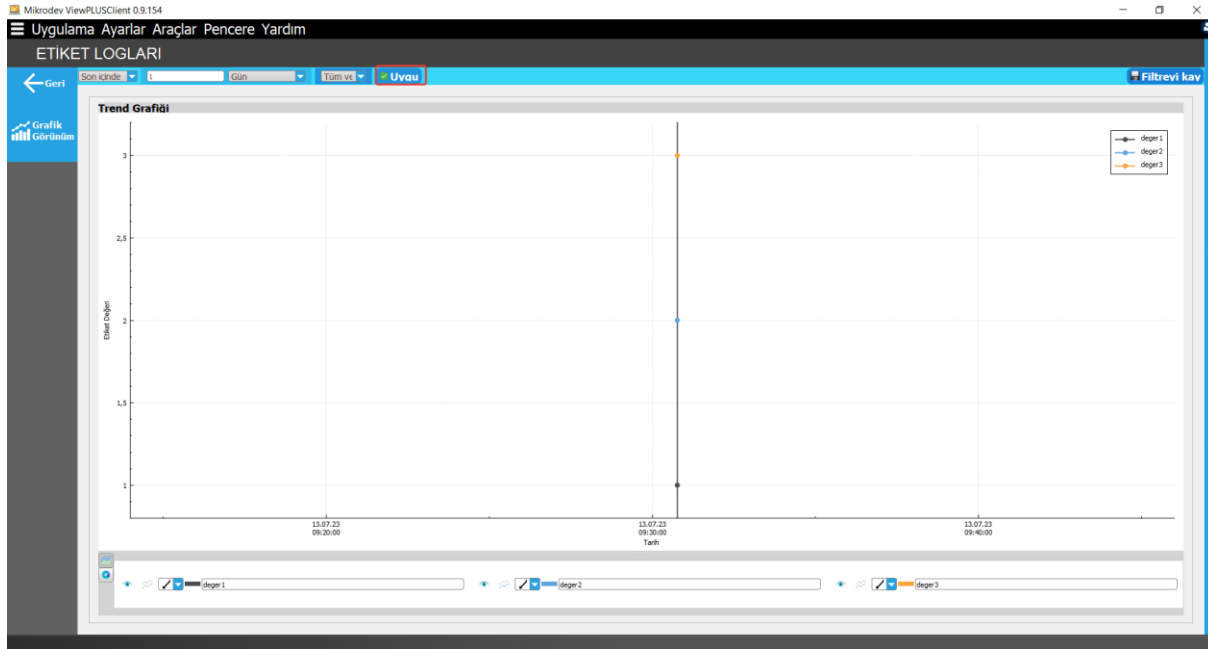 Mikrodev ViewPLUSClient 0.9.154
Uygulama Ayarlar Araçlar Pencere Yardım
ETİKET LOGLARI
Geri
Son içinde 1 Gün Tüm ve Uygu Filtreyi kay
Grafik
Görünüm
Trend Grafiği
deger1
deger2
deger3
3
2,5
2
1,5
1
Etiket Değeri
13.07.23
09:20:00
13.07.23
09:30:00
13.07.23
09:40:00
Tarih
deger1 deger2 deger3